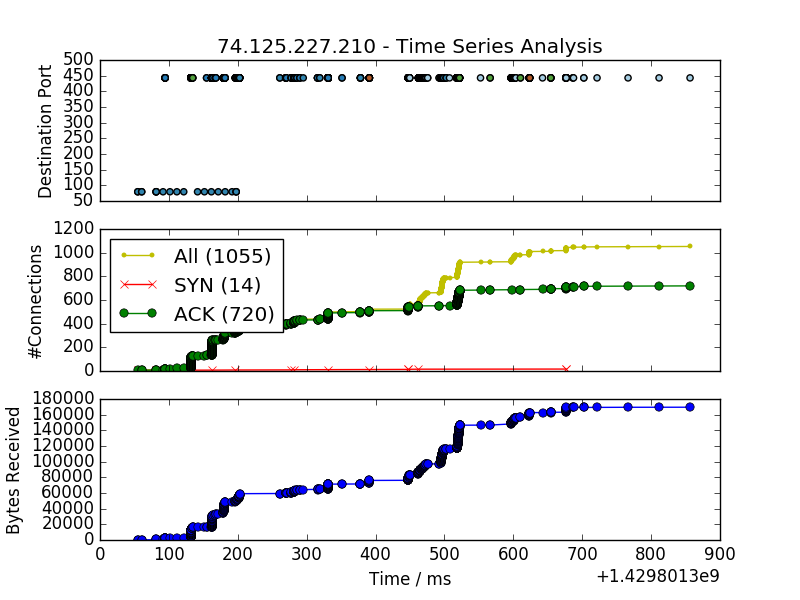 74.125.227.210 - Time Series Analysis
500
450
400
350
300
250
200
150
100
50
Destination Port
1200
1000
800
600
400
200
0
#Connections
All (1055)
SYN (14)
ACK (720)
180000
160000
140000
120000
100000
80000
60000
40000
20000
0
Bytes Received
0 100 200 300 400 500 600 700 800 900
Time / ms
+1.4298013e9